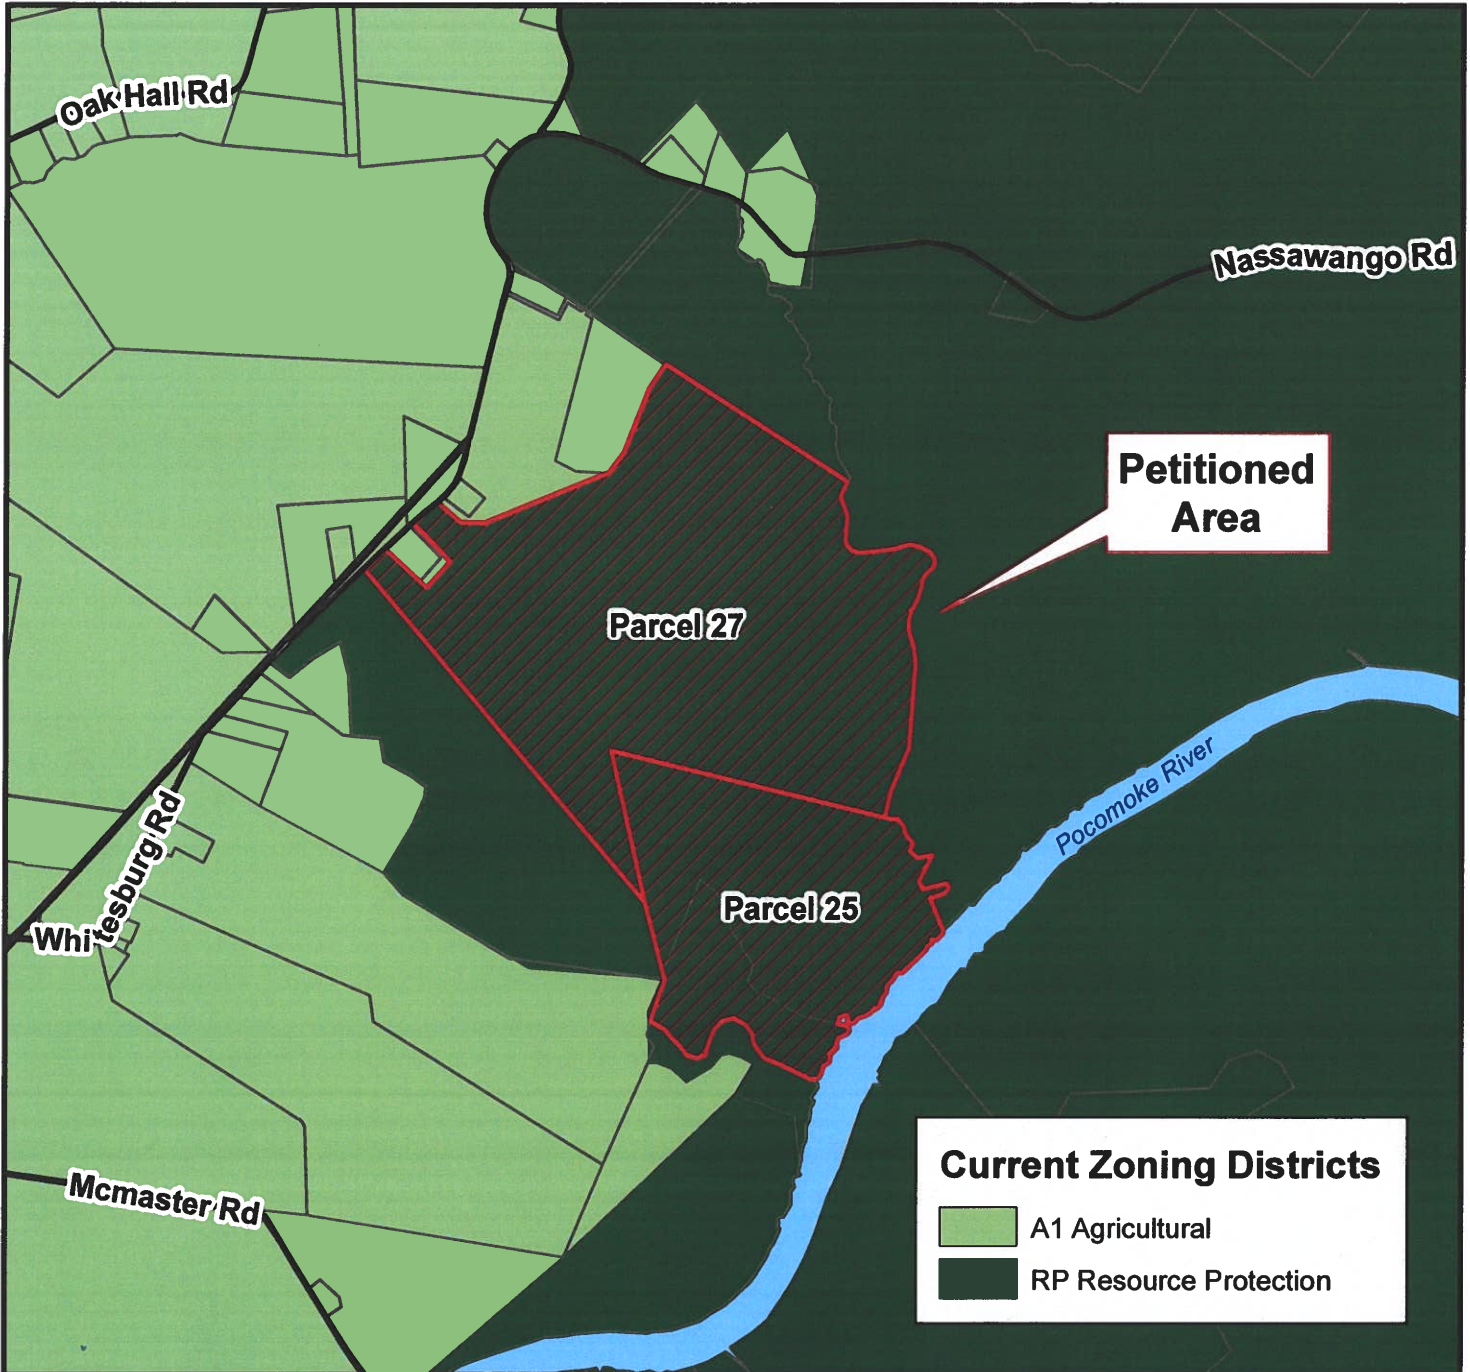 Oak Hall Rd
Nassawango Rd
Petitioned
Area
Parcel 27
Pocomoke River
Whitesburg Rd
Parcel 25
Mcmaster Rd
Current Zoning Districts
A1 Agricultural
RP Resource Protection